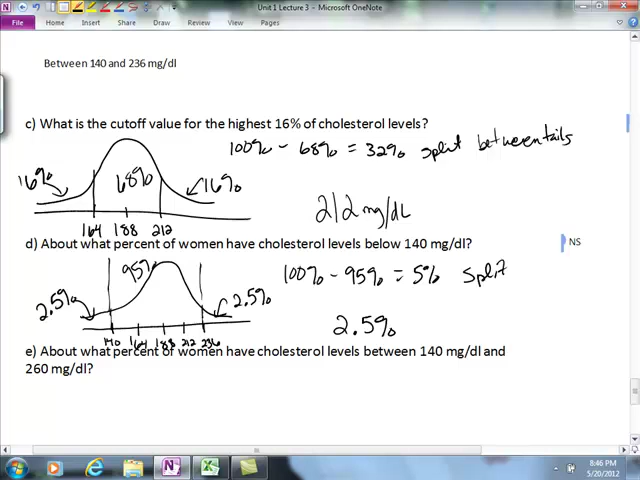 Unit 1 Lecture 3 - Microsoft OneNote
File Home Insert Draw Share Review View
Between 140 and 236 mg/dl
c) What is the cutoff value for the highest 16% of cholesterol levels?
100% - 68% = 32% split between tails
16% 68% 16%
164 188 212
212 mg/dL
d) About what percent of women have cholesterol levels below 140 mg/dl?
NS
100% - 95% = 5% split
95%
2.5% 2.5%
2.5%
140 164 188 212 236
e) About what percent of women have cholesterol levels between 140 mg/dl and
260 mg/dl?
8:46 PM
5/20/2012